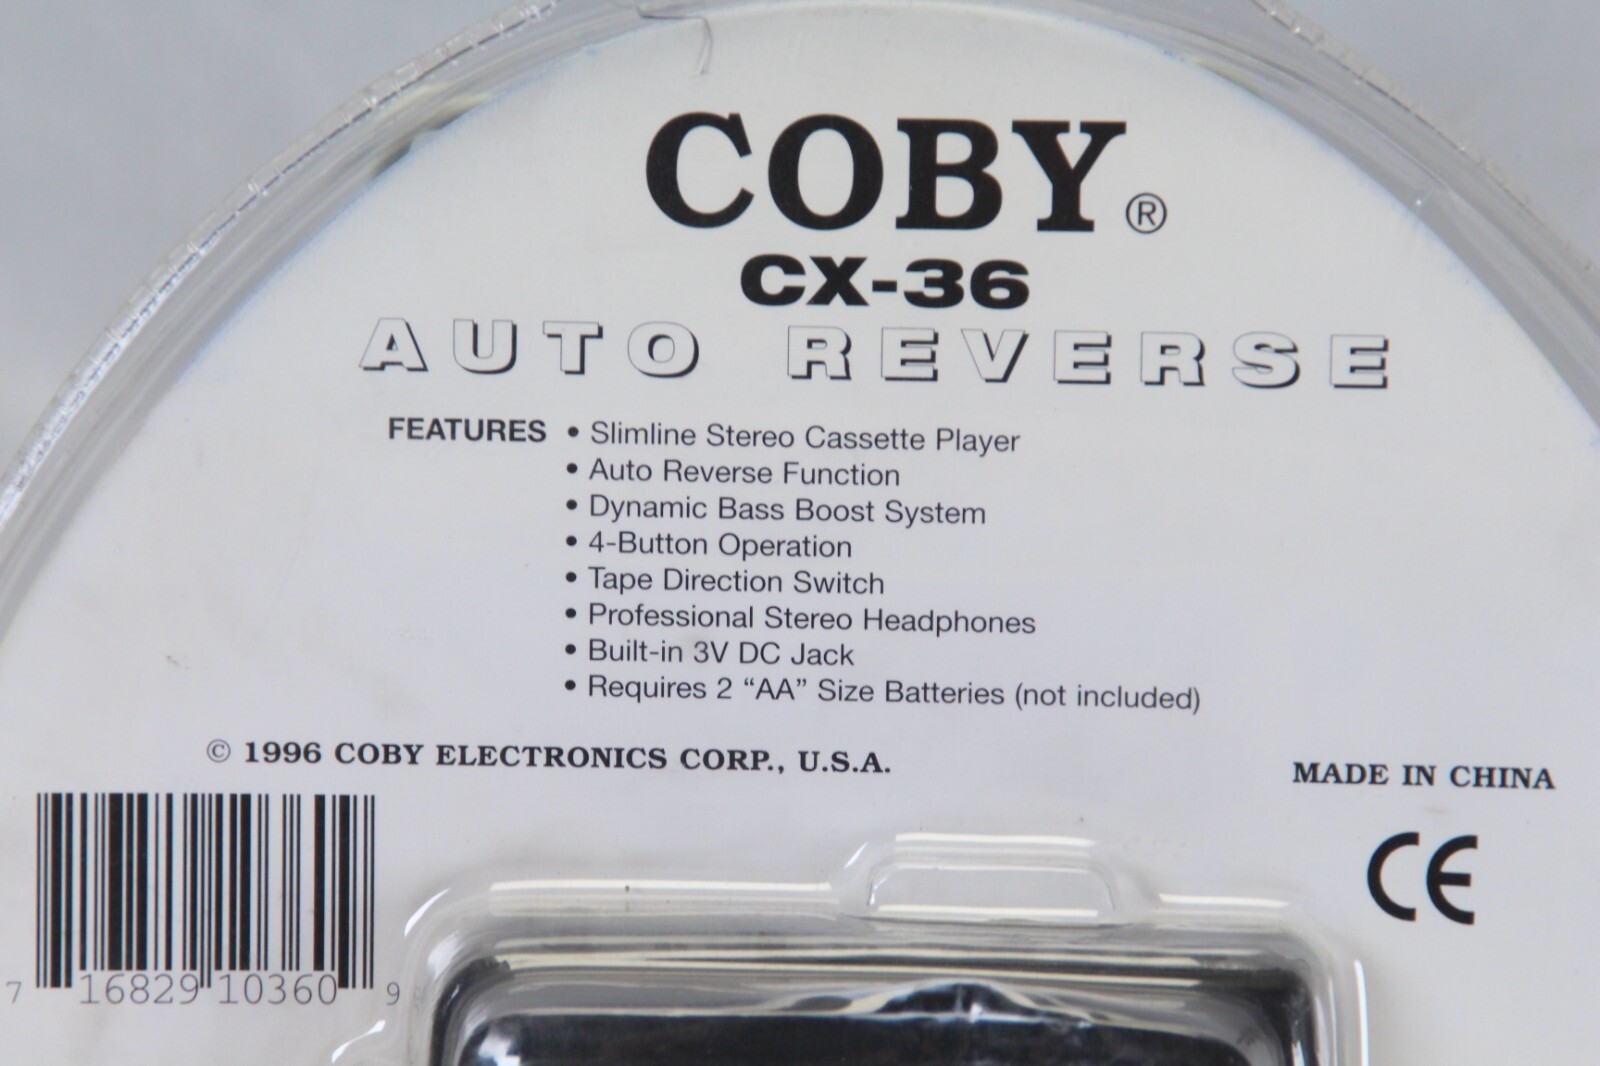 COBY®
CX-36
AUTO REVERSE
FEATURES • Slimline Stereo Cassette Player
• Auto Reverse Function
• Dynamic Bass Boost System
• 4-Button Operation
• Tape Direction Switch
• Professional Stereo Headphones
• Built-in 3V DC Jack
• Requires 2 “AA” Size Batteries (not included)
© 1996 COBY ELECTRONICS CORP., U.S.A.
MADE IN CHINA
CE
7 16829 10360 9